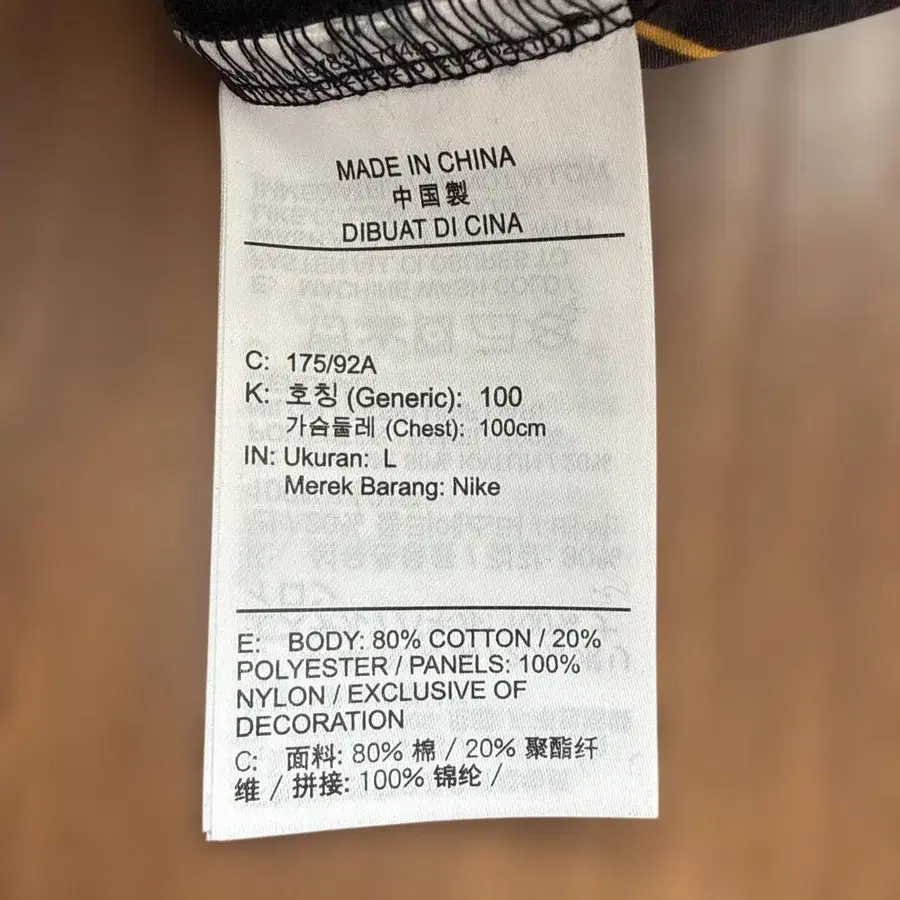 MADE IN CHINA
中国製
DIBUAT DI CINA
C: 175/92A
K: 호칭 (Generic): 100
가슴둘레 (Chest): 100cm
IN: Ukuran: L
Merek Barang: Nike
E: BODY: 80% COTTON / 20%
POLYESTER / PANELS: 100%
NYLON / EXCLUSIVE OF
DECORATION
C: 面料: 80% 棉 / 20% 聚酯纤
维 / 拼接: 100% 锦纶 /